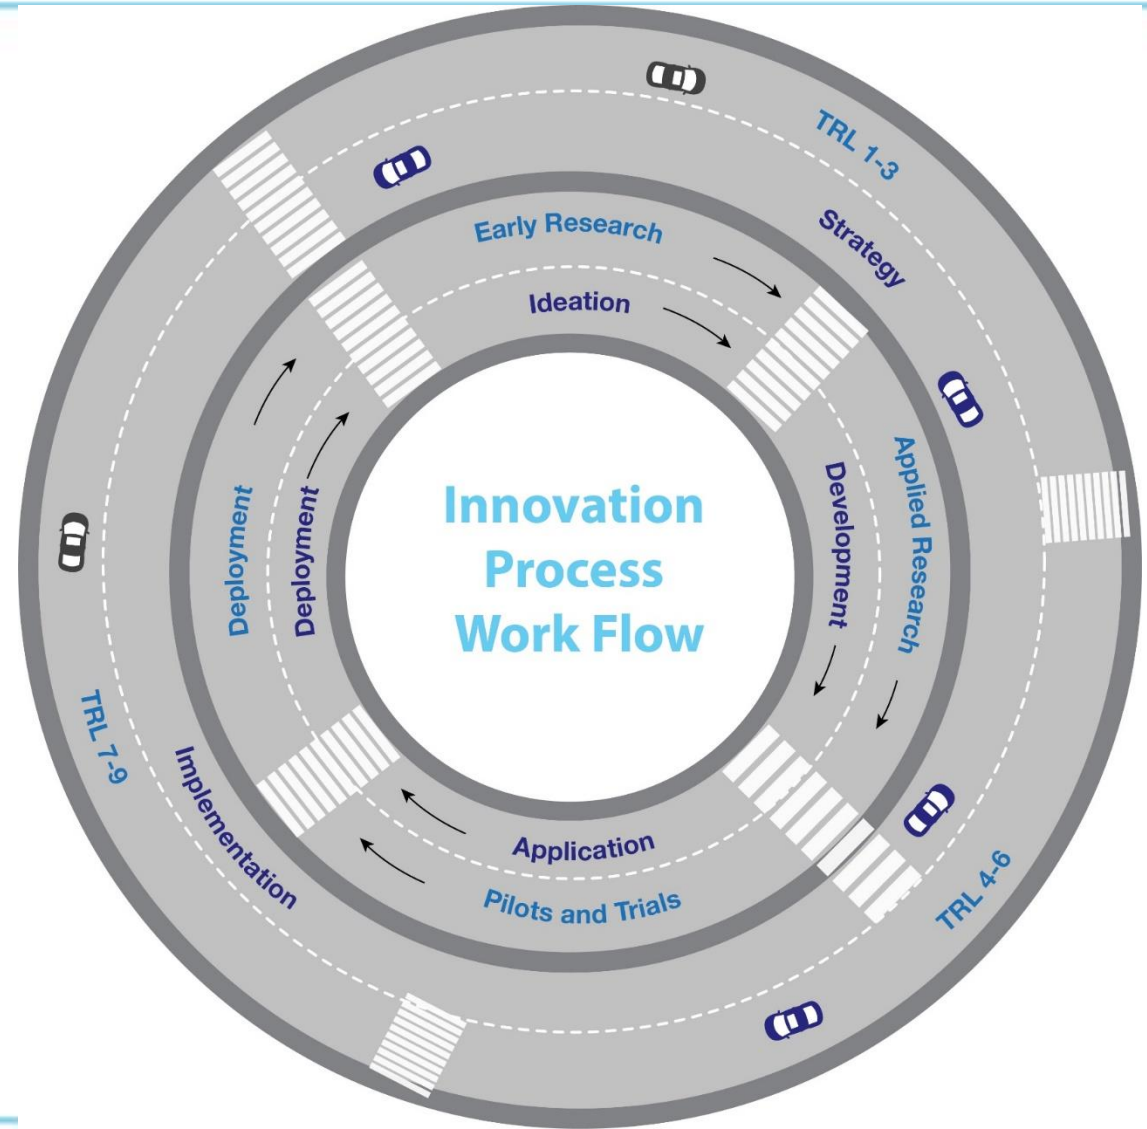 TRL 1-3
Strategy
Early Research
Ideation
Applied Research
Development
Innovation
Process
Work Flow
Deployment
Deployment
TRL 7-9
Implementation
Application
Pilots and Trials
TRL 4-6